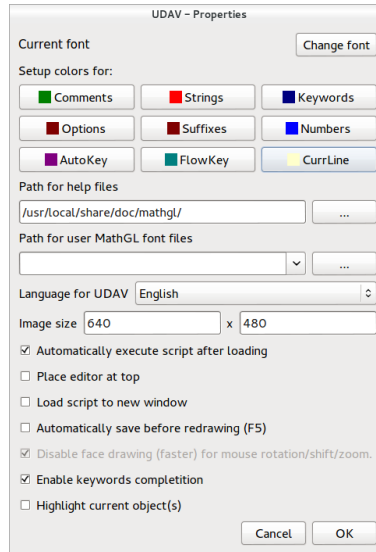 UDAV - Properties
Current font Change font
Setup colors for:
Comments Strings Keywords
Options Suffixes Numbers
AutoKey FlowKey CurrLine
Path for help files
/usr/local/share/doc/mathgl/ ...
Path for user MathGL font files
...
Language for UDAV English
Image size 640 x 480
Automatically execute script after loading
Place editor at top
Load script to new window
Automatically save before redrawing (F5)
Disable face drawing (faster) for mouse rotation/shift/zoom.
Enable keywords completition
Highlight current object(s)
Cancel OK